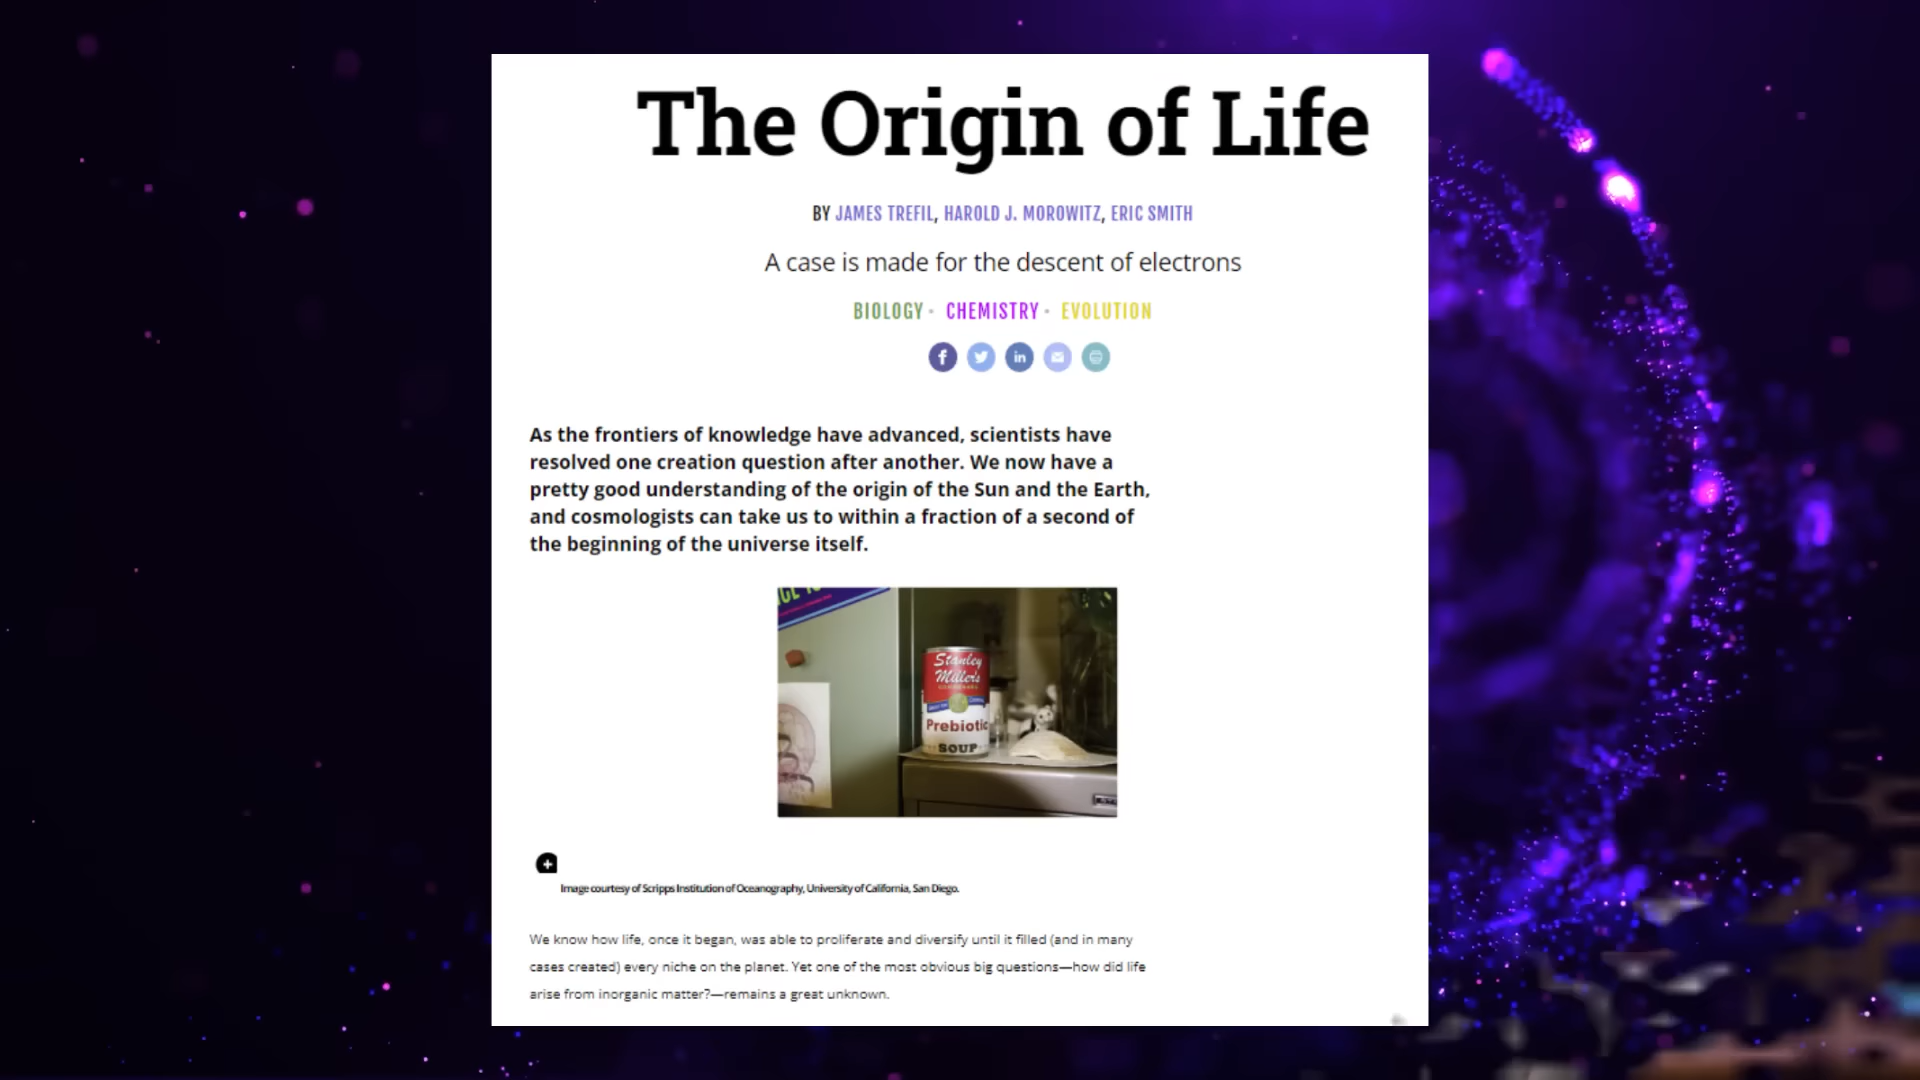 The Origin of Life
BY JAMES TREFIL, HAROLD J. MOROWITZ, ERIC SMITH
A case is made for the descent of electrons
BIOLOGY · CHEMISTRY · EVOLUTION
As the frontiers of knowledge have advanced, scientists have
resolved one creation question after another. We now have a
pretty good understanding of the origin of the Sun and the Earth,
and cosmologists can take us to within a fraction of a second of
the beginning of the universe itself.
Stanley
Miller's
Prebiotic
SOUP
Image courtesy of Scripps Institution of Oceanography, University of California, San Diego.
We know how life, once it began, was able to proliferate and diversify until it filled (and in many
cases created) every niche on the planet. Yet one of the most obvious big questions—how did life
arise from inorganic matter?—remains a great unknown.